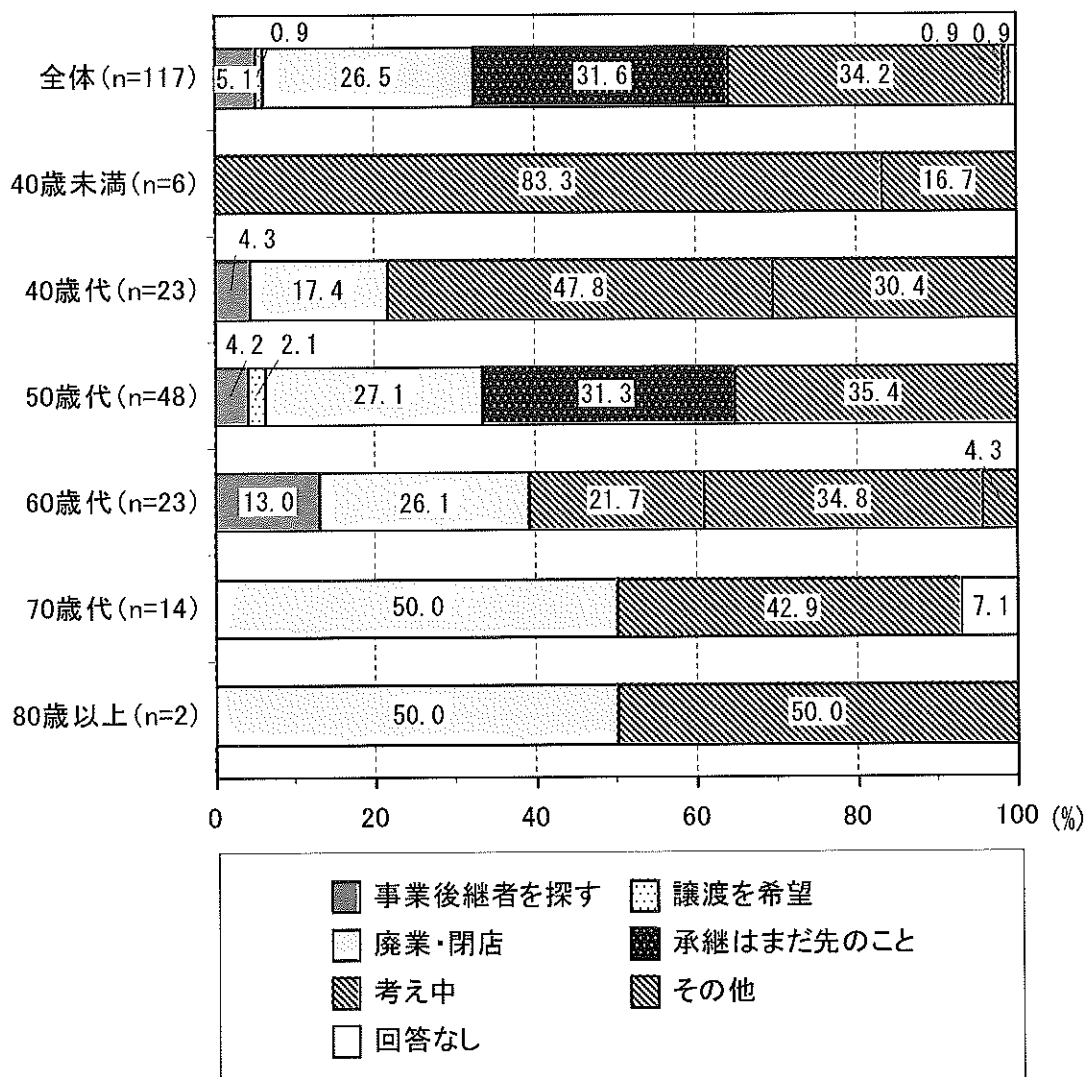 0.9 0.9 0.9
全体(n=117) 5.1 26.5 31.6 34.2
40歳未満(n=6) 83.3 16.7
4.3
40歳代(n=23) 17.4 47.8 30.4
4.2 2.1
50歳代(n=48) 27.1 31.3 35.4
4.3
60歳代(n=23) 13.0 26.1 21.7 34.8
70歳代(n=14) 50.0 42.9 7.1
80歳以上(n=2) 50.0 50.0
0 20 40 60 80 100 (%)
事業後継者を探す 譲渡を希望
廃業・閉店 承継はまだ先のこと
考え中 その他
回答なし